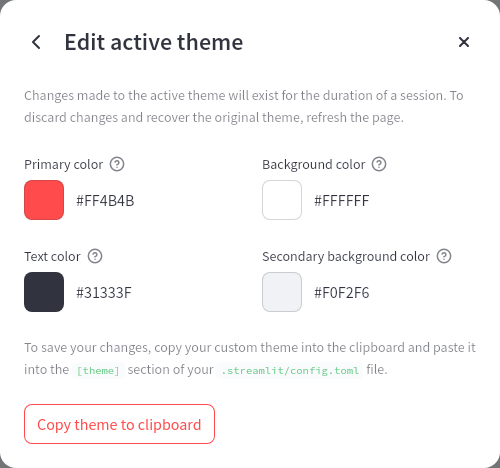 Edit active theme
Changes made to the active theme will exist for the duration of a session. To
discard changes and recover the original theme, refresh the page.
Primary color
Background color
#FF4B4B
#FFFFFF
Text color
Secondary background color
#31333F
#F0F2F6
To save your changes, copy your custom theme into the clipboard and paste it
into the [theme] section of your .streamlit/config.toml file.
Copy theme to clipboard